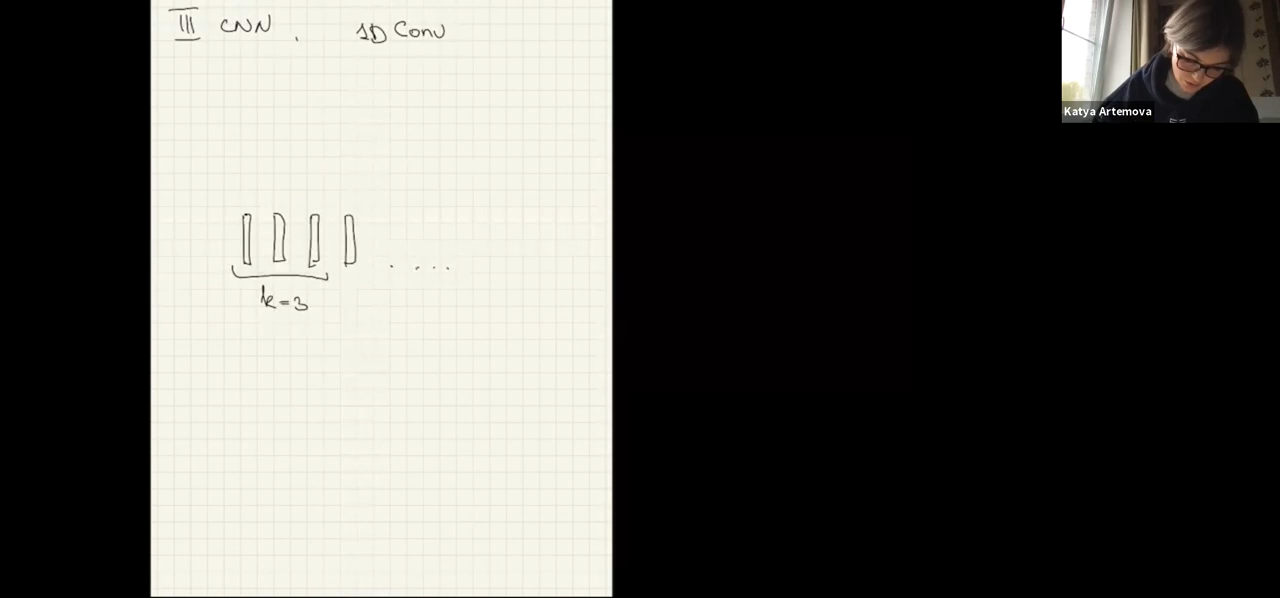 III CNN. 1D Conv
Katya Artemova
. . . .
k=3